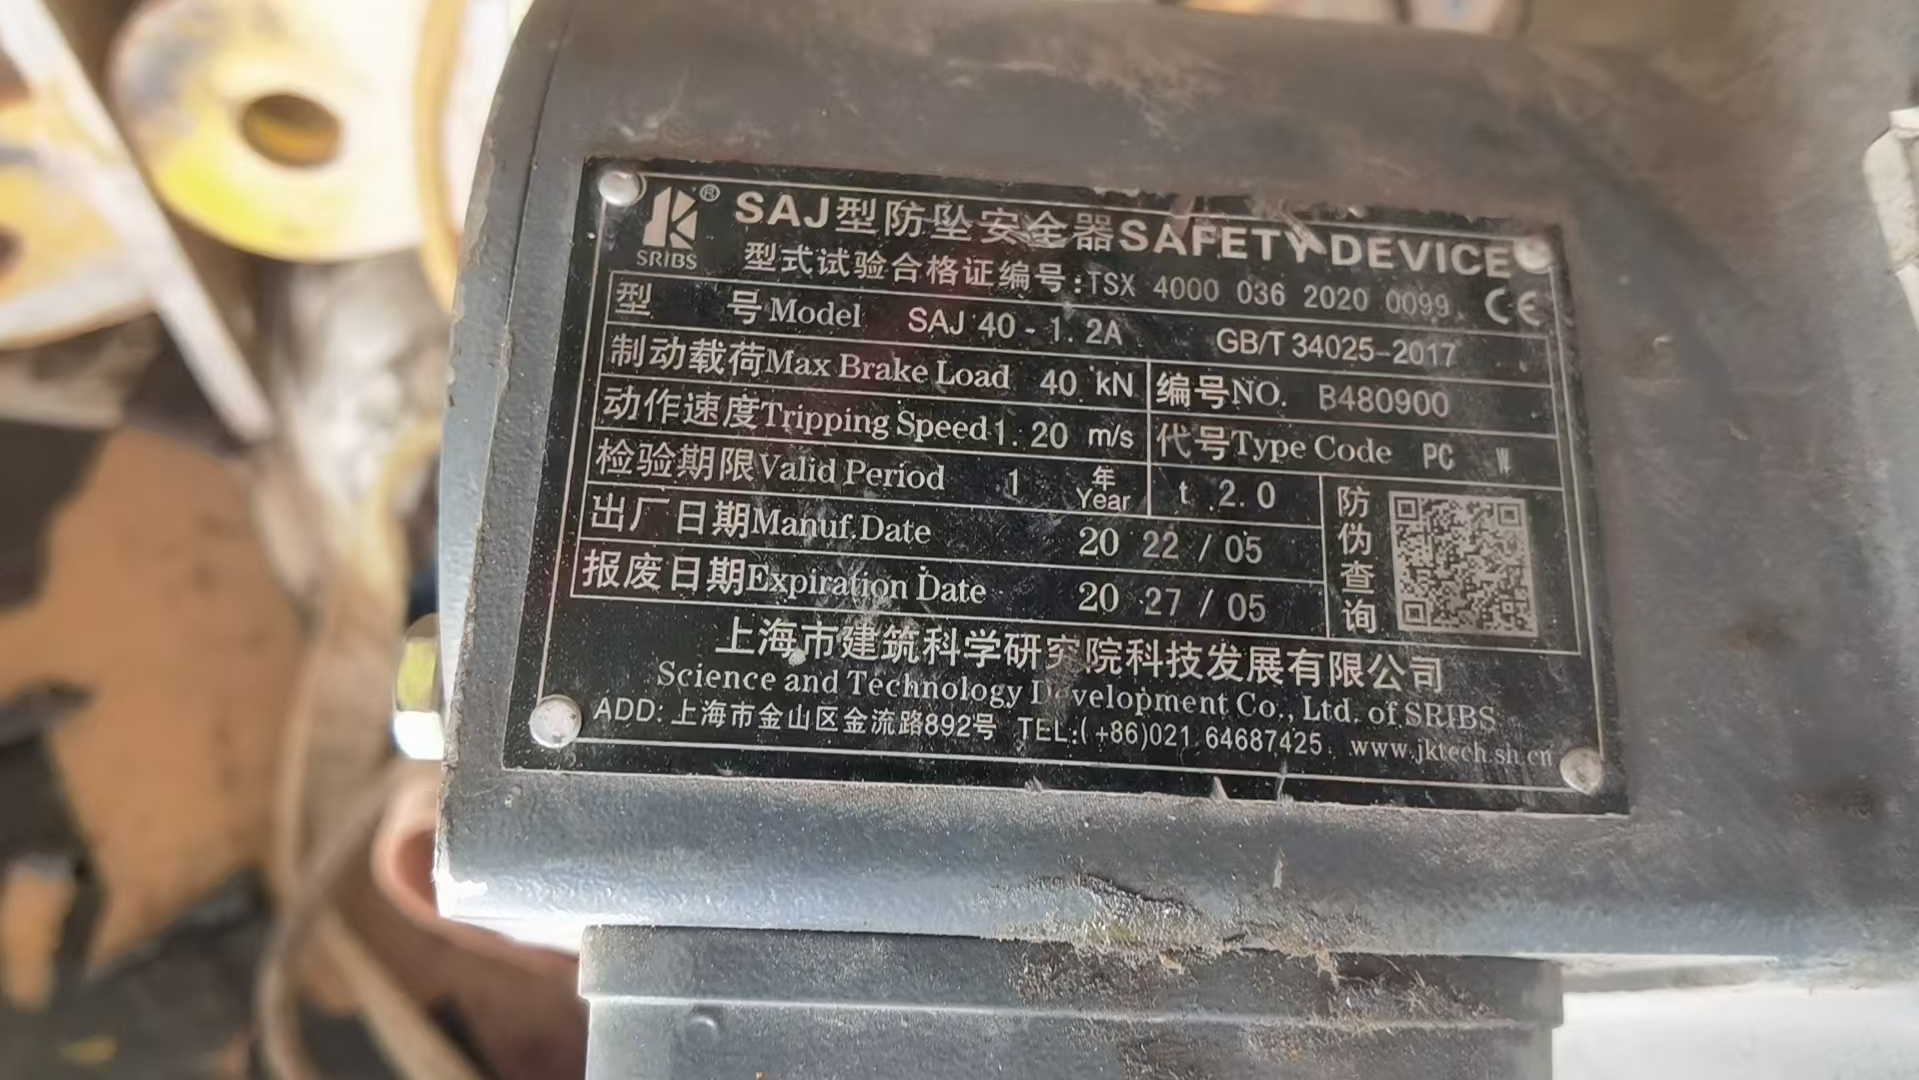 SRIBS ® SAJ型防坠安全器SAFETY DEVICE
型式试验合格证编号:TSX 4000 036 2020 0099 CE
型 号Model SAJ 40-1.2A GB/T 34025-2017
制动载荷Max Brake Load 40 kN 编号NO. B480900
动作速度Tripping Speed 1.20 m/s 代号Type Code PC W
检验期限Valid Period 1 年Year t 2.0 防伪查询
出厂日期Manuf.Date 20 22 / 05
报废日期Expiration Date 20 27 / 05
上海市建筑科学研究院科技发展有限公司
Science and Technology Development Co., Ltd. of SRIBS
ADD: 上海市金山区金流路892号 TEL:(+86)021 64687425 www.jktech.sh.cn